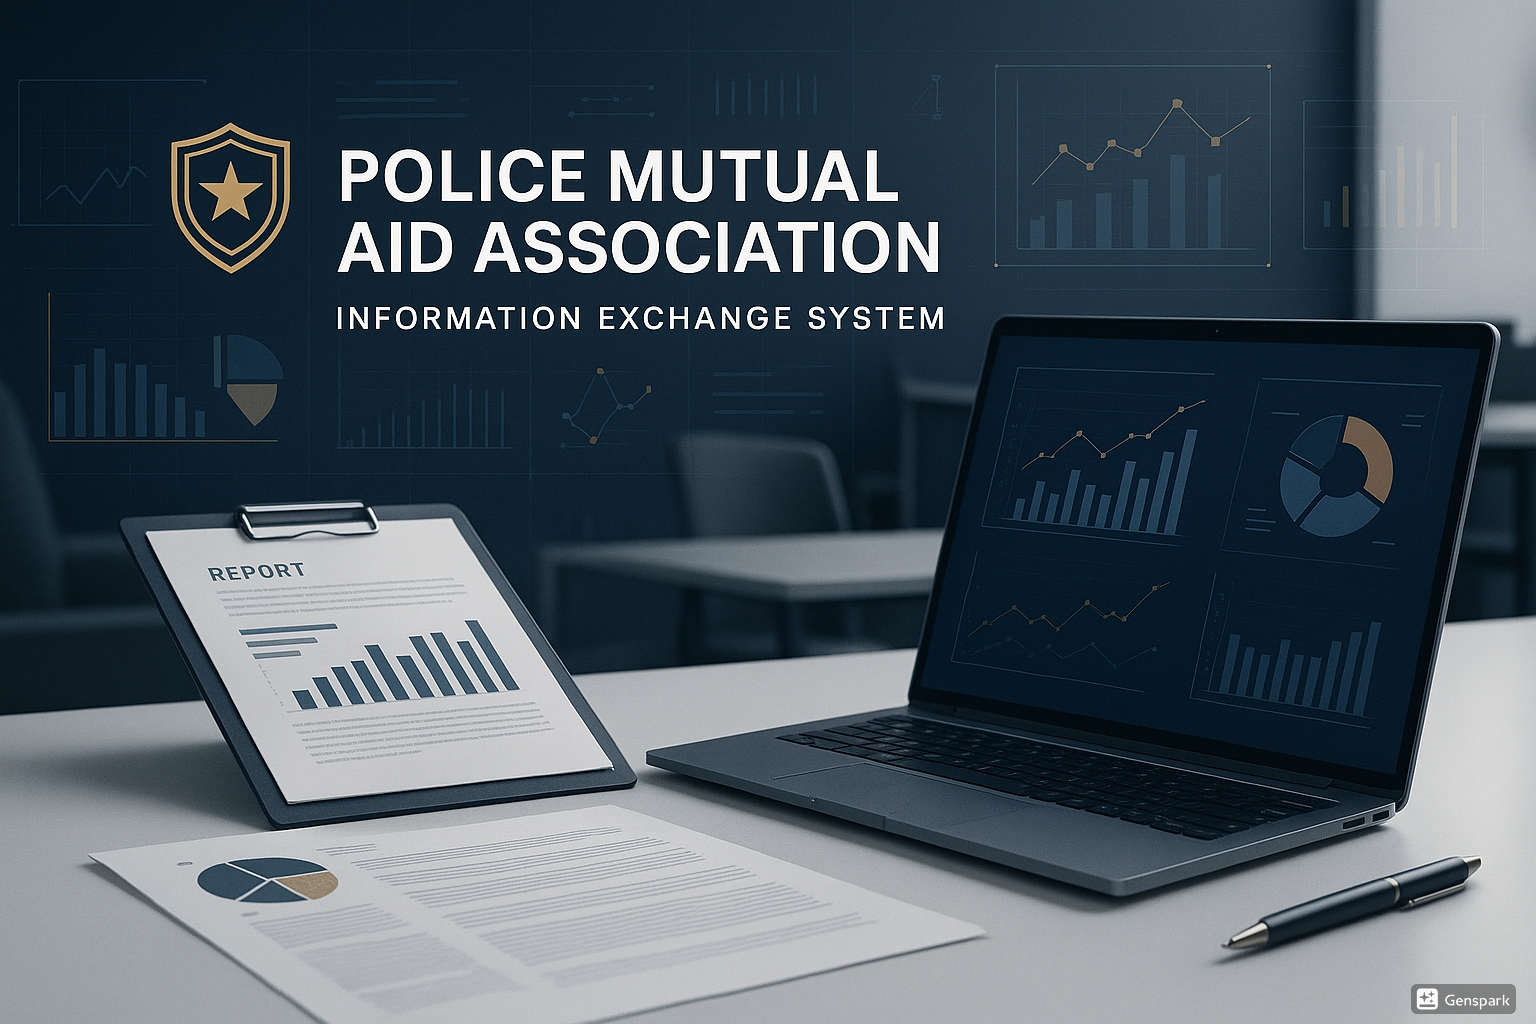 POLICE MUTUAL
AID ASSOCIATION
INFORMATION EXCHANGE SYSTEM
REPORT
Genspark